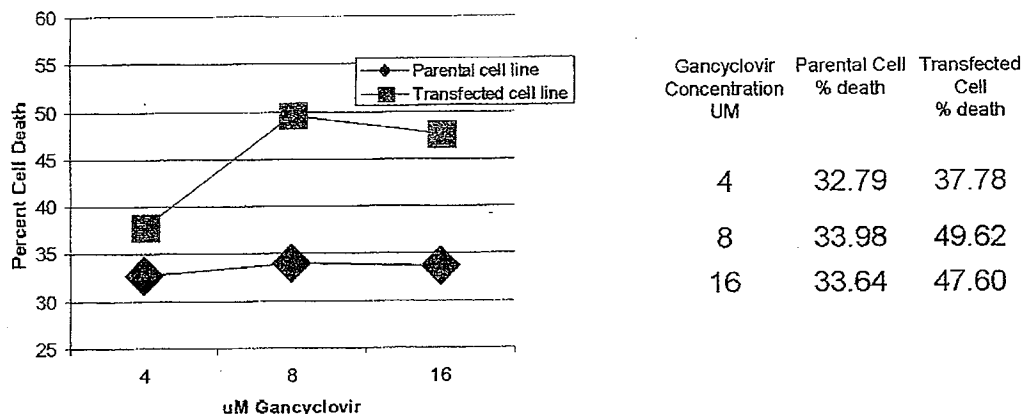 60
55
50
45
40
35
30
25
Percent Cell Death
Parental cell line
Transfected cell line
4 8 16
uM Gancyclovir
Gancyclovir Parental Cell Transfected
Concentration % death Cell
UM % death
4 32.79 37.78
8 33.98 49.62
16 33.64 47.60